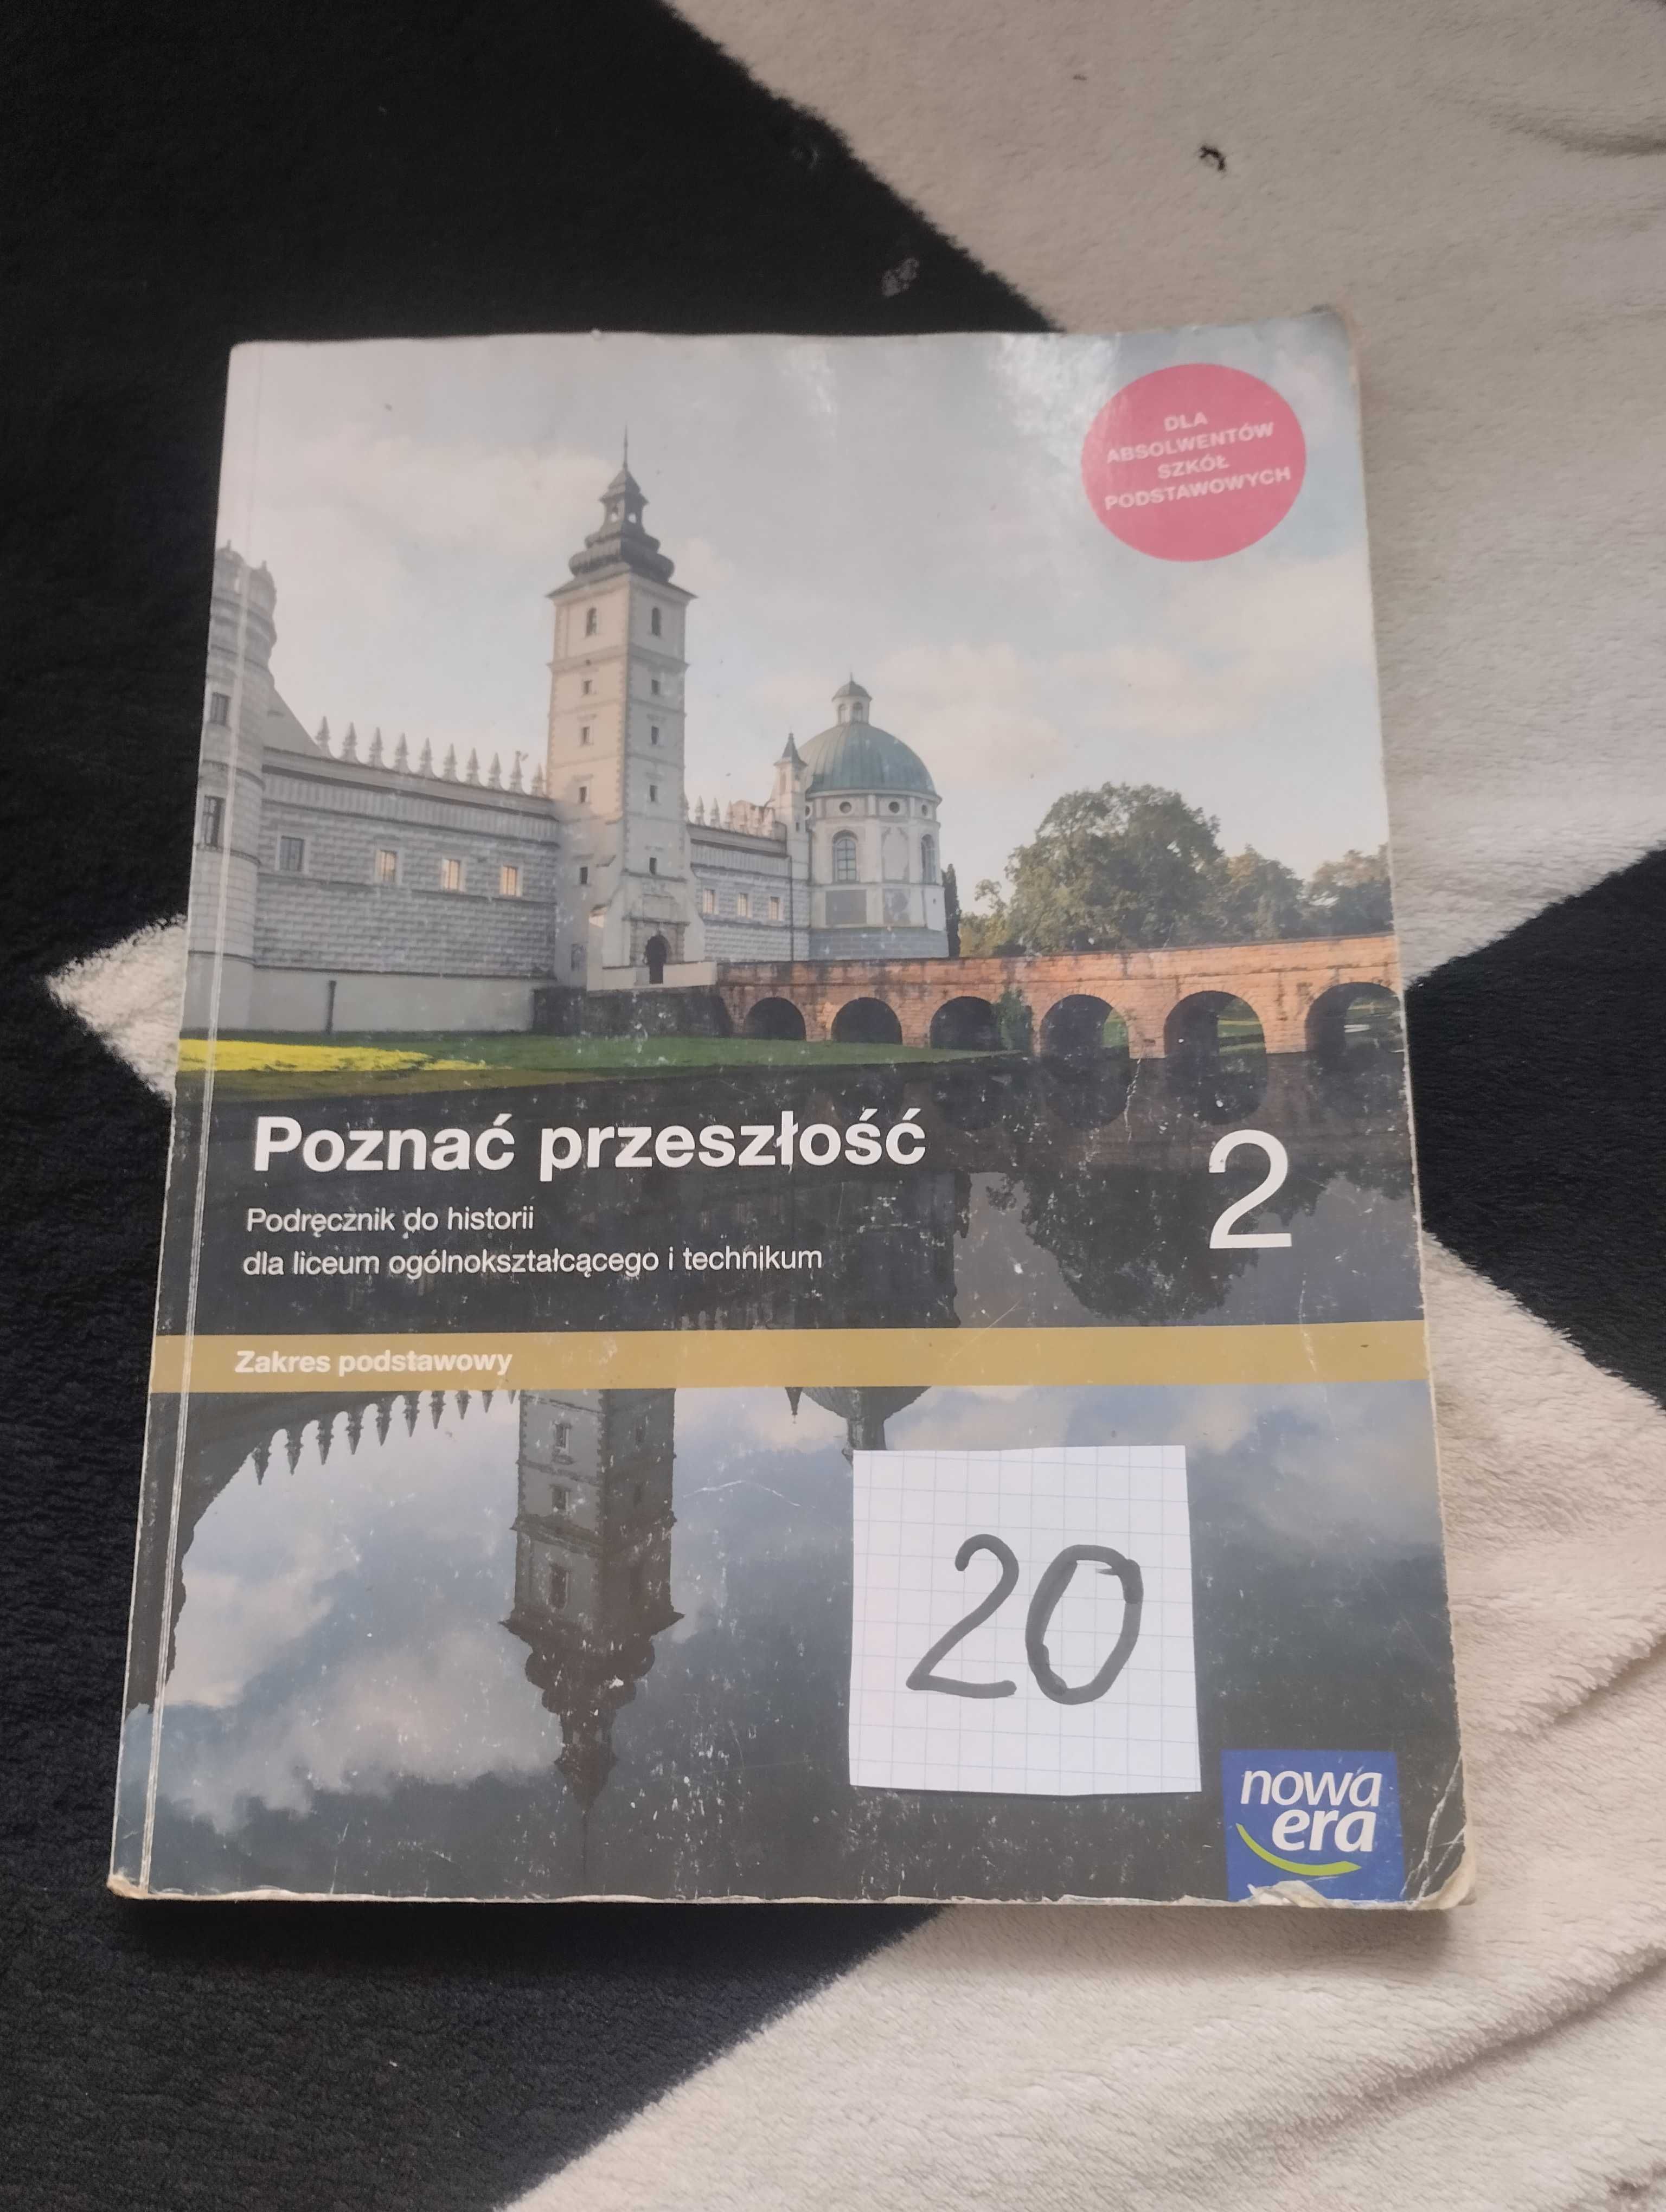 DLA
ABSOLWENTÓW
SZKÓŁ
PODSTAWOWYCH
Poznać przeszłość
2
Podręcznik do historii
dla liceum ogólnokształcącego i technikum
Zakres podstawowy
20
nowa
era